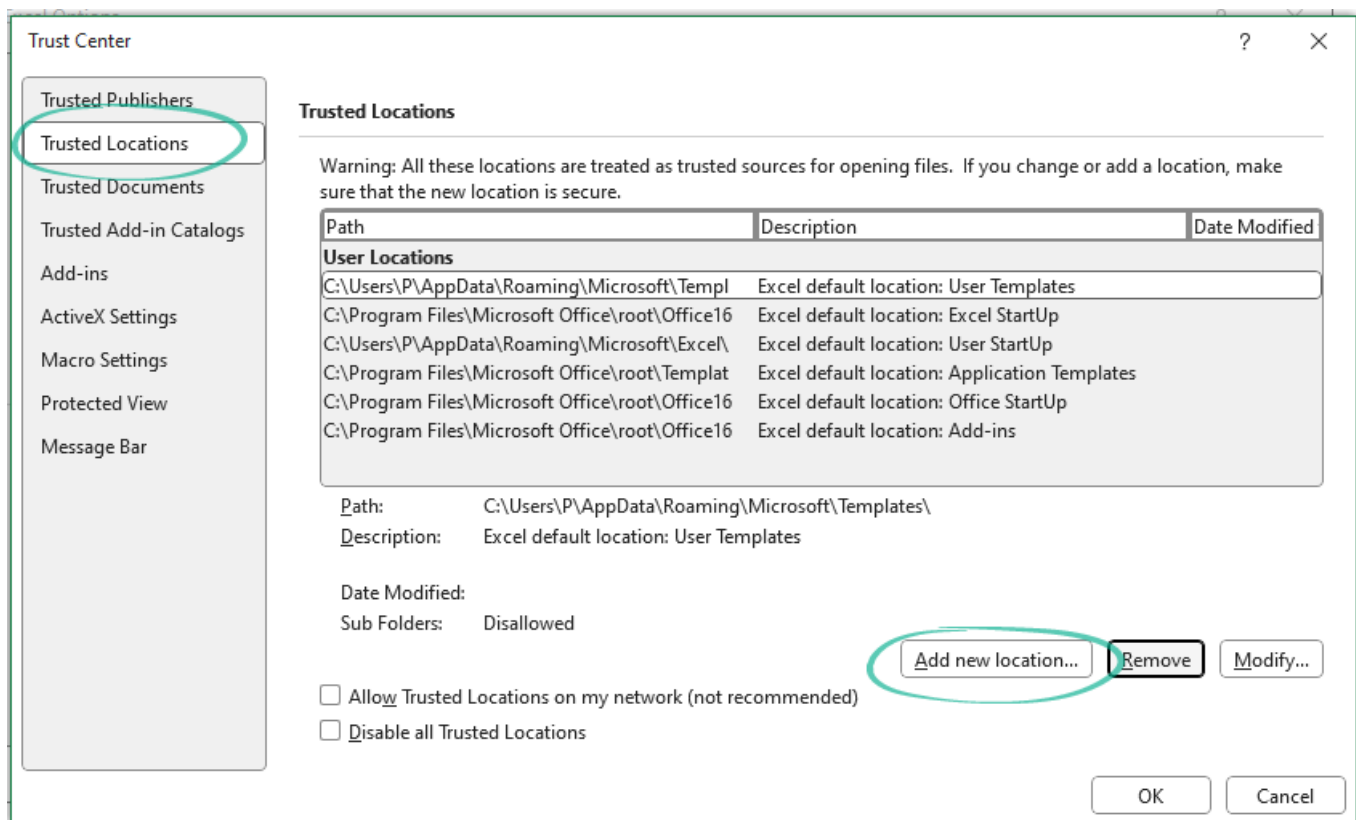 Trust Center
?
Trusted Publishers
Trusted Locations
Trusted Documents
Trusted Add-in Catalogs
Add-ins
ActiveX Settings
Macro Settings
Protected View
Message Bar
Trusted Locations
Warning: All these locations are treated as trusted sources for opening files. If you change or add a location, make
sure that the new location is secure.
Path Description Date Modified
User Locations
C:\Users\P\AppData\Roaming\Microsoft\Templ Excel default location: User Templates
C:\Program Files\Microsoft Office\root\Office16 Excel default location: Excel StartUp
C:\Users\P\AppData\Roaming\Microsoft\Excel\ Excel default location: User StartUp
C:\Program Files\Microsoft Office\root\Templat Excel default location: Application Templates
C:\Program Files\Microsoft Office\root\Office16 Excel default location: Office StartUp
C:\Program Files\Microsoft Office\root\Office16 Excel default location: Add-ins
Path: C:\Users\P\AppData\Roaming\Microsoft\Templates\
Description: Excel default location: User Templates
Date Modified:
Sub Folders: Disallowed
Add new location... Remove Modify...
Allow Trusted Locations on my network (not recommended)
Disable all Trusted Locations
OK Cancel